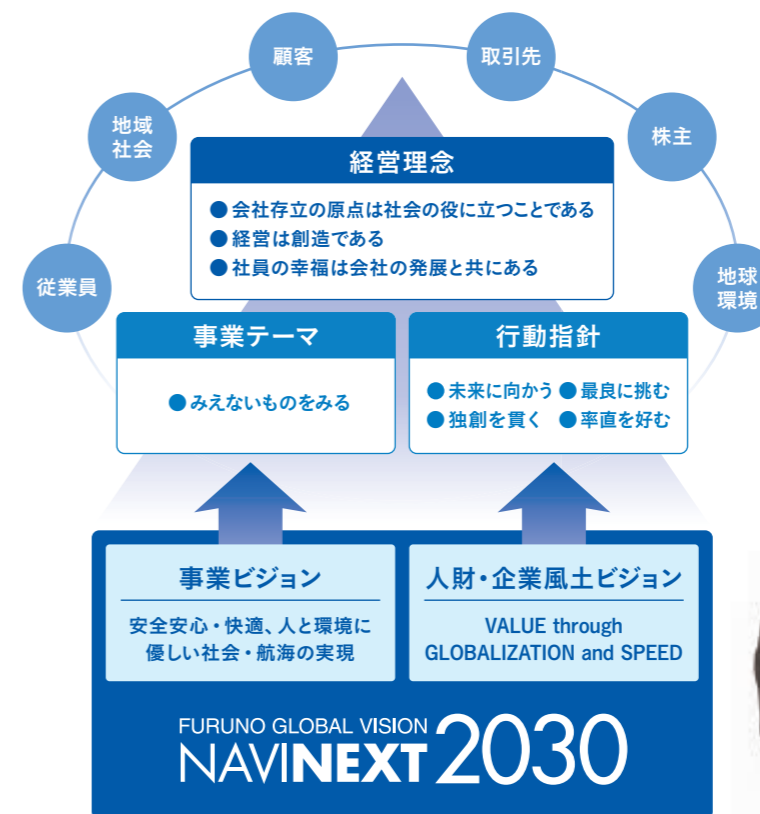 顧客
取引先
地域
社会
株主
従業員
地球
環境
経営理念
●会社存立の原点は社会の役に立つことである
●経営は創造である
●社員の幸福は会社の発展と共にある
事業テーマ
●みえないものをみる
行動指針
●未来に向かう ●最良に挑む
●独創を貫く ●率直を好む
事業ビジョン
安全安心・快適、人と環境に
優しい社会・航海の実現
人財・企業風土ビジョン
VALUE through
GLOBALIZATION and SPEED
FURUNO GLOBAL VISION
NAVINEXT 2030